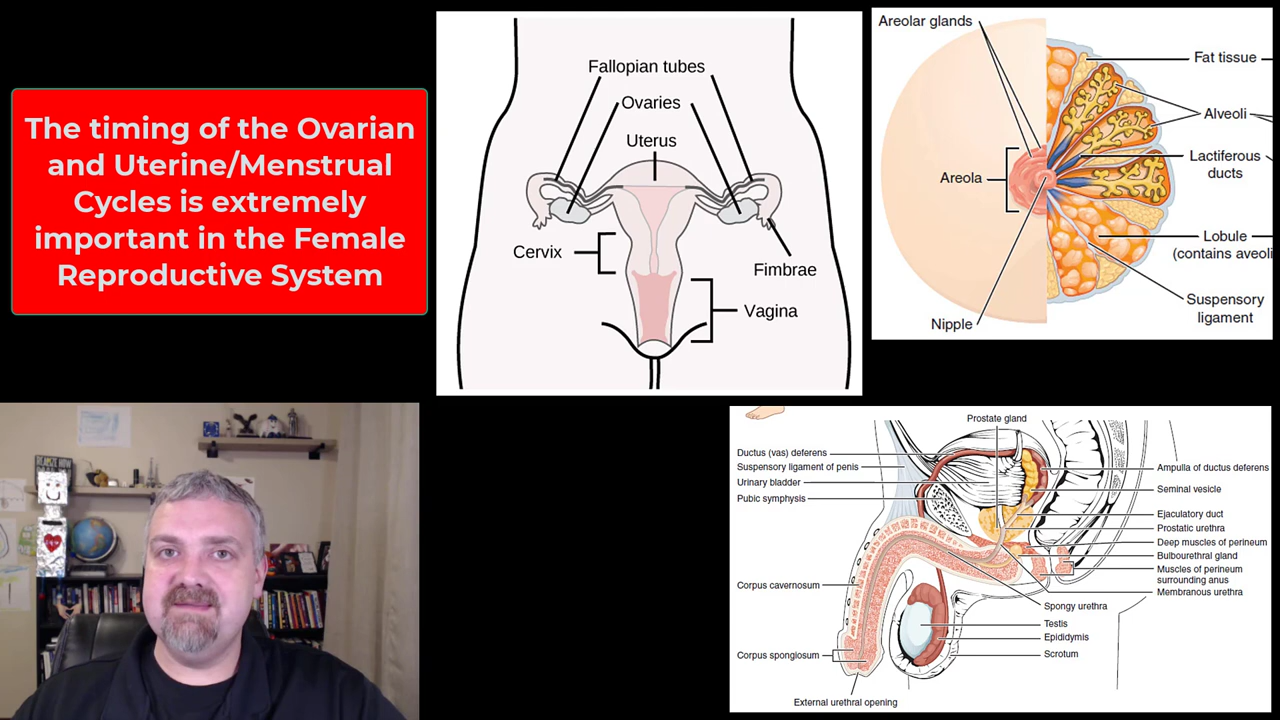 The timing of the Ovarian
and Uterine/Menstrual
Cycles is extremely
important in the Female
Reproductive System
Fallopian tubes
Ovaries
Uterus
Cervix
Fimbrae
Vagina
Areolar glands
Fat tissue
Alveoli
Lactiferous
ducts
Areola
Lobule
(contains aveoli
Suspensory
ligament
Nipple
Prostate gland
Ductus (vas) deferens
Suspensory ligament of penis
Urinary bladder
Pubic symphysis
Corpus cavernosum
Corpus spongiosum
External urethral opening
Ampulla of ductus deferens
Seminal vesicle
Ejaculatory duct
Prostatic urethra
Deep muscles of perineum
Bulbourethral gland
Muscles of perineum
surrounding anus
Membranous urethra
Spongy urethra
Testis
Epididymis
Scrotum